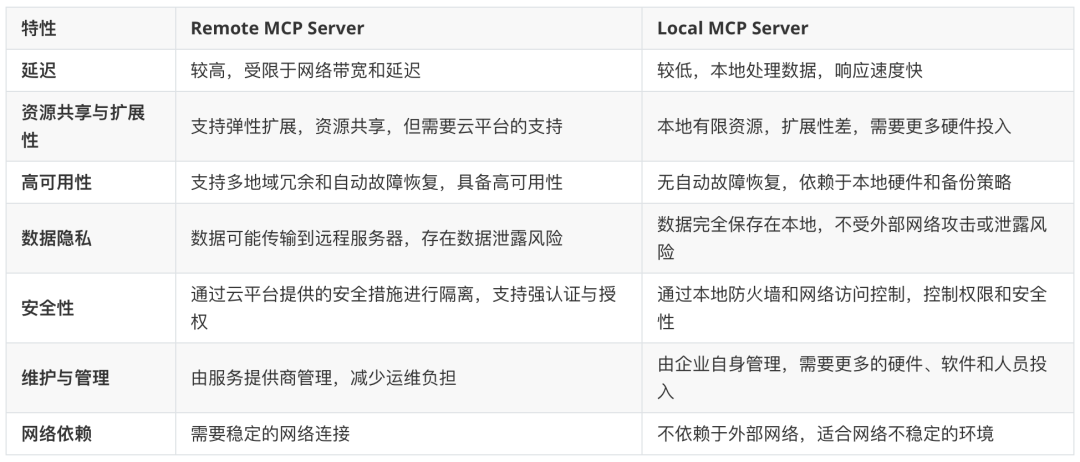 特性 Remote MCP Server Local MCP Server
延迟 较高，受限于网络带宽和延迟 较低，本地处理数据，响应速度快
资源共享与扩展
性
支持弹性扩展，资源共享，但需要云平台的支持 本地有限资源，扩展性差，需要更多硬件投入
高可用性 支持多地域冗余和自动故障恢复，具备高可用性 无自动故障恢复，依赖于本地硬件和备份策略
数据隐私 数据可能传输到远程服务器，存在数据泄露风险 数据完全保存在本地，不受外部网络攻击或泄露风
险
安全性 通过云平台提供的安全措施进行隔离，支持强认证与授
权
通过本地防火墙和网络访问控制，控制权限和安全
性
维护与管理 由服务提供商管理，减少运维负担 由企业自身管理，需要更多的硬件、软件和人员投
入
网络依赖 需要稳定的网络连接 不依赖于外部网络，适合网络不稳定的环境